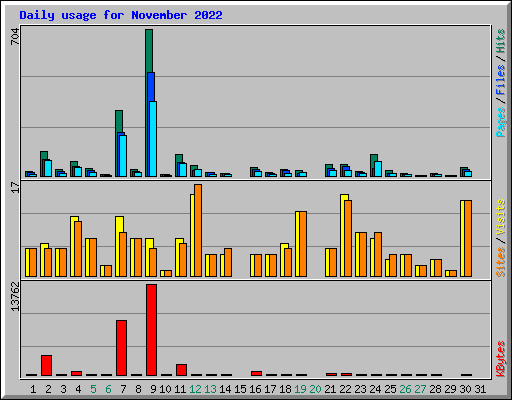 Daily usage for November 2022
704
Pages / Files / Hits
17
Sites / Visits
13762
KBytes
1 2 3 4 5 6 7 8 9 10 11 12 13 14 15 16 17 18 19 20 21 22 23 24 25 26 27 28 29 30 31